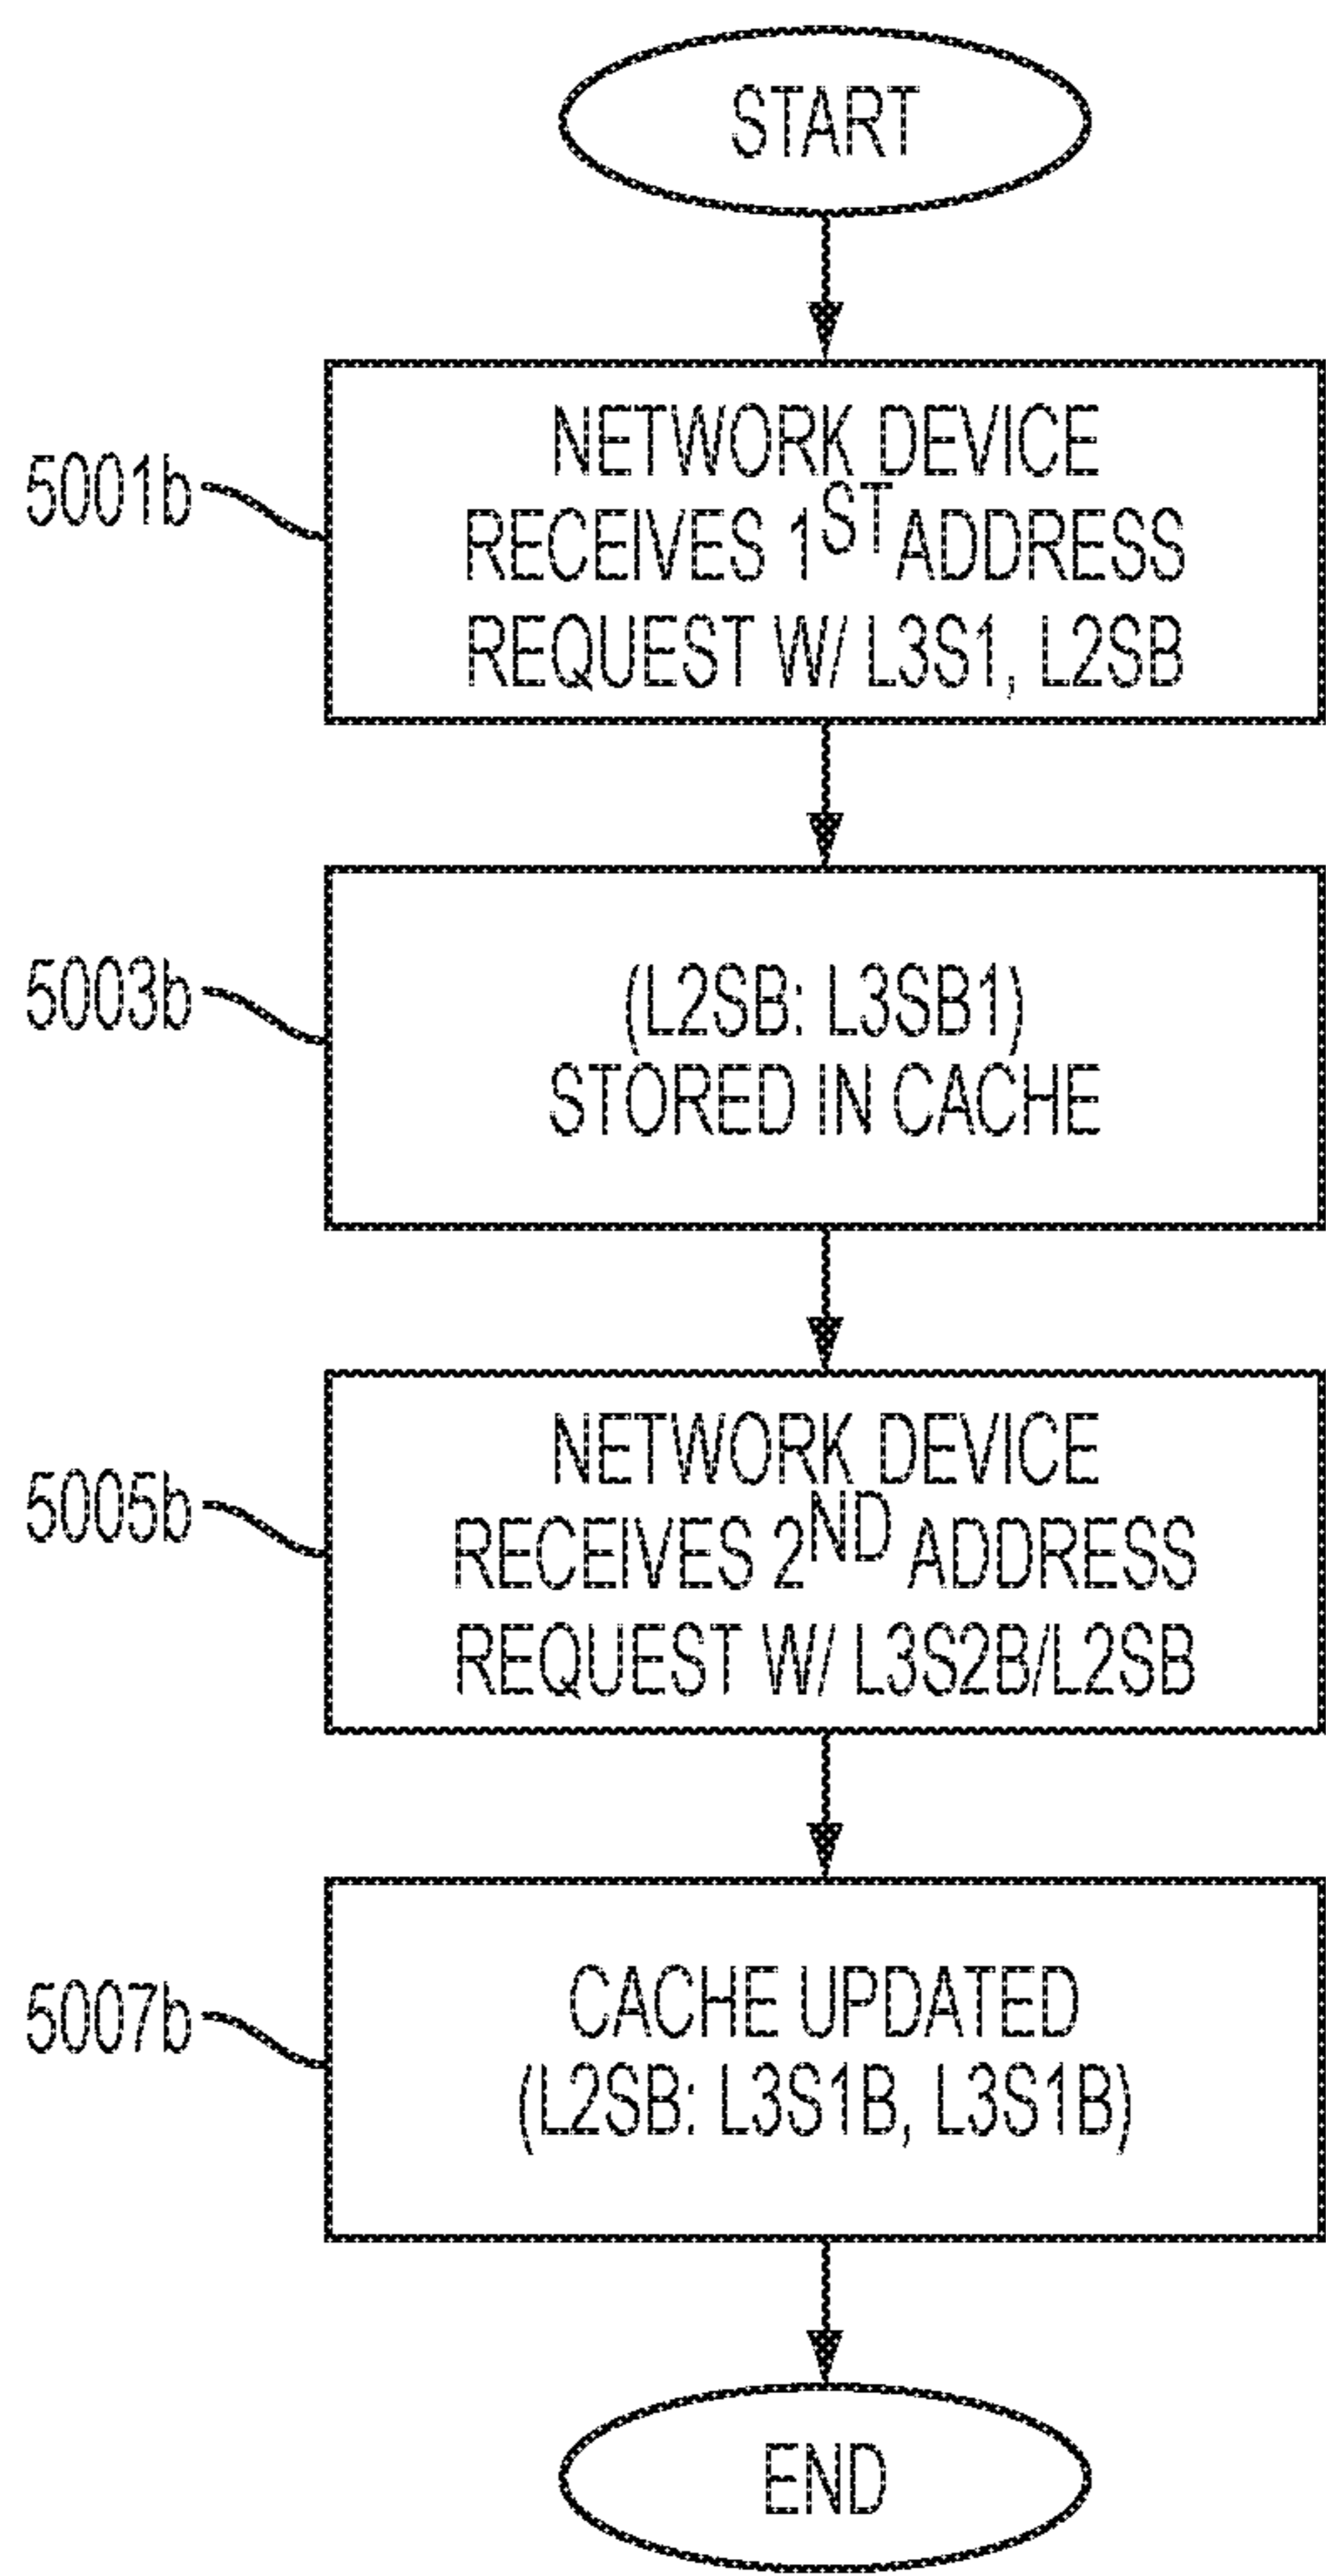 START
5001b
NETWORK DEVICE
RECEIVES 1ST ADDRESS
REQUEST W/ L3S1, L2SB
5003b
(L2SB: L3SB1)
STORED IN CACHE
5005b
NETWORK DEVICE
RECEIVES 2ND ADDRESS
REQUEST W/ L3S2B/L2SB
5007b
CACHE UPDATED
(L2SB: L3S1B, L3S1B)
END